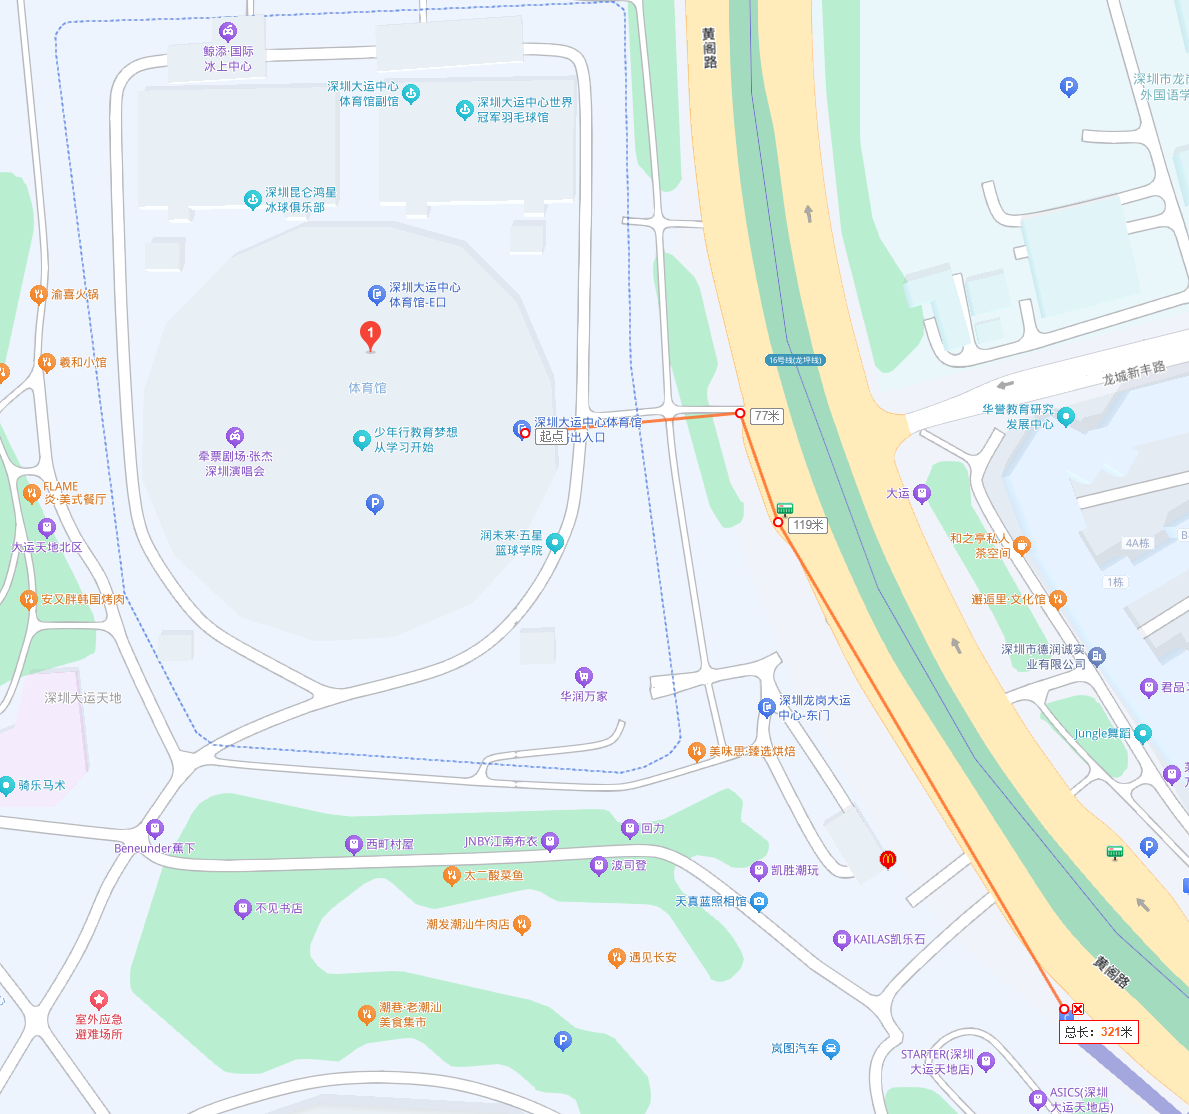 黄阁路
鲸添·国际
冰上中心
深圳大运中心
体育馆副馆
深圳大运中心世界
冠军羽毛球馆
P
深圳市龙
外国语学
深圳昆仑鸿星
冰球俱乐部
深圳大运中心
体育馆-E口
渝喜火锅
1
羲和小馆
16号线(龙坪线)
龙城新丰路
体育馆
77米
华誉教育研究
发展中心
深圳大运中心体育馆
出入口
起点
少年行教育梦想
从学习开始
牵票剧场·张杰
深圳演唱会
FLAME
炎·美式餐厅
大运
P
119米
大运天地北区
润未来·五星
篮球学院
和之亭私人
茶空间
4A栋
1栋
安又胖韩国烤肉
邂逅里·文化馆
深圳市德润诚实
业有限公司
华润万家
深圳大运天地
深圳龙岗大运
中心-东门
君品
Jungle舞蹈
美味思·臻选烘焙
骑乐马术
Beneunder蕉下
西町村屋
JNBY江南布衣
回力
P
波司登
凯胜潮玩
太二酸菜鱼
天真蓝照相馆
不见书店
潮发潮汕牛肉店
KAILAS凯乐石
遇见长安
黄阁路
室外应急
避难场所
潮巷·老潮汕
美食集市
P
总长：321米
岚图汽车
STARTER(深圳
大运天地店)
ASICS(深圳
大运天地店)